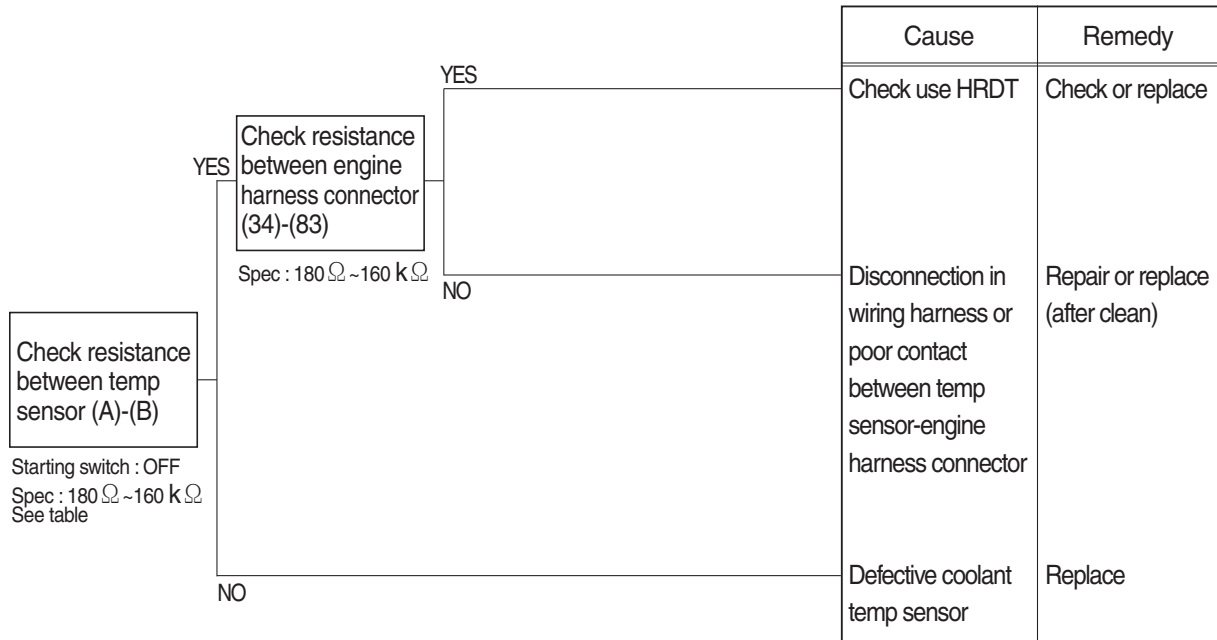 Cause
Remedy
YES
Check use HRDT
Check or replace
Check resistance
between engine
harness connector
(34)-(83)
YES
Spec : 180 Ω ~160 kΩ
NO
Disconnection in
wiring harness or
poor contact
between temp
sensor-engine
harness connector
Repair or replace
(after clean)
Check resistance
between temp
sensor (A)-(B)
Starting switch : OFF
Spec : 180 Ω ~160 kΩ
See table
NO
Defective coolant
temp sensor
Replace